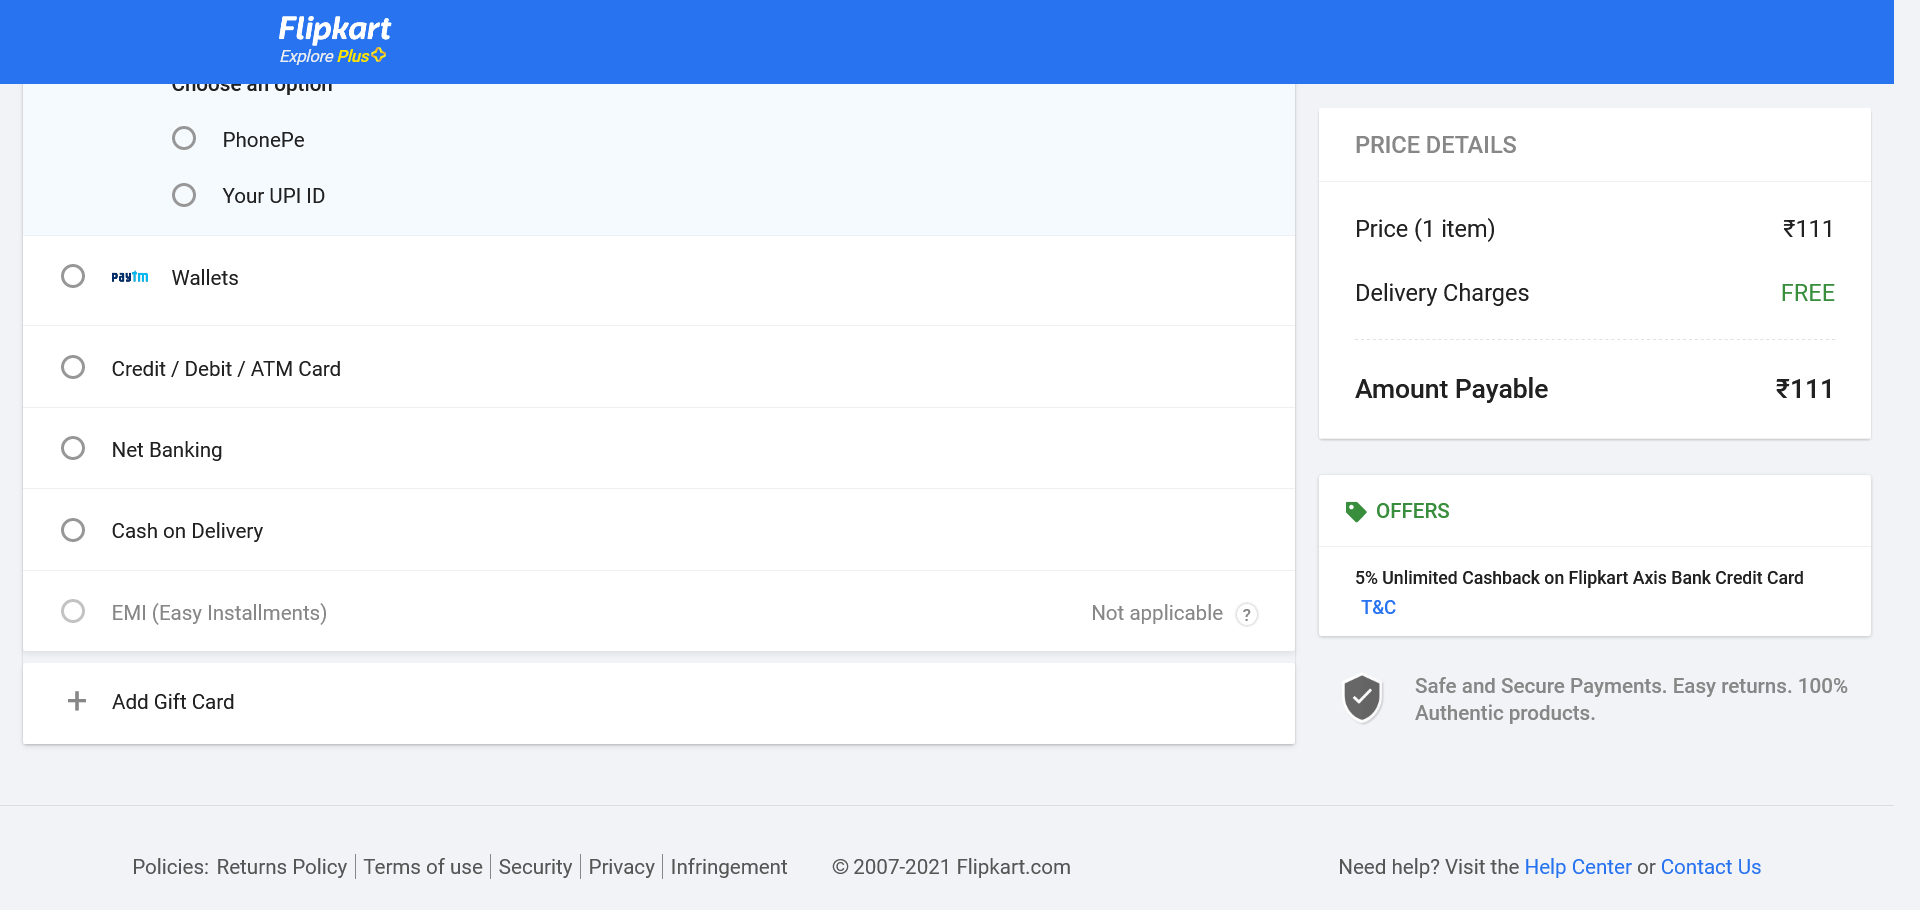 Flipkart
Explore Plus
Choose an option
PhonePe
Your UPI ID
paytm Wallets
Credit / Debit / ATM Card
Net Banking
Cash on Delivery
EMI (Easy Installments) Not applicable ?
Add Gift Card
PRICE DETAILS
Price (1 item) ₹111
Delivery Charges FREE
Amount Payable ₹111
OFFERS
5% Unlimited Cashback on Flipkart Axis Bank Credit Card
T&C
Safe and Secure Payments. Easy returns. 100%
Authentic products.
Policies: Returns Policy | Terms of use | Security | Privacy | Infringement © 2007-2021 Flipkart.com Need help? Visit the Help Center or Contact Us